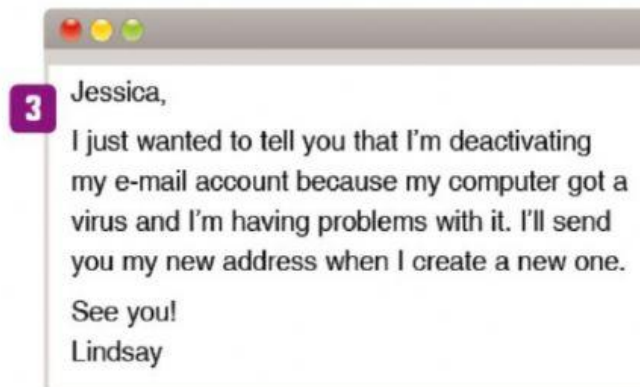 3
Jessica,
I just wanted to tell you that I'm deactivating
my e-mail account because my computer got a
virus and I'm having problems with it. I'll send
you my new address when I create a new one.
See you!
Lindsay